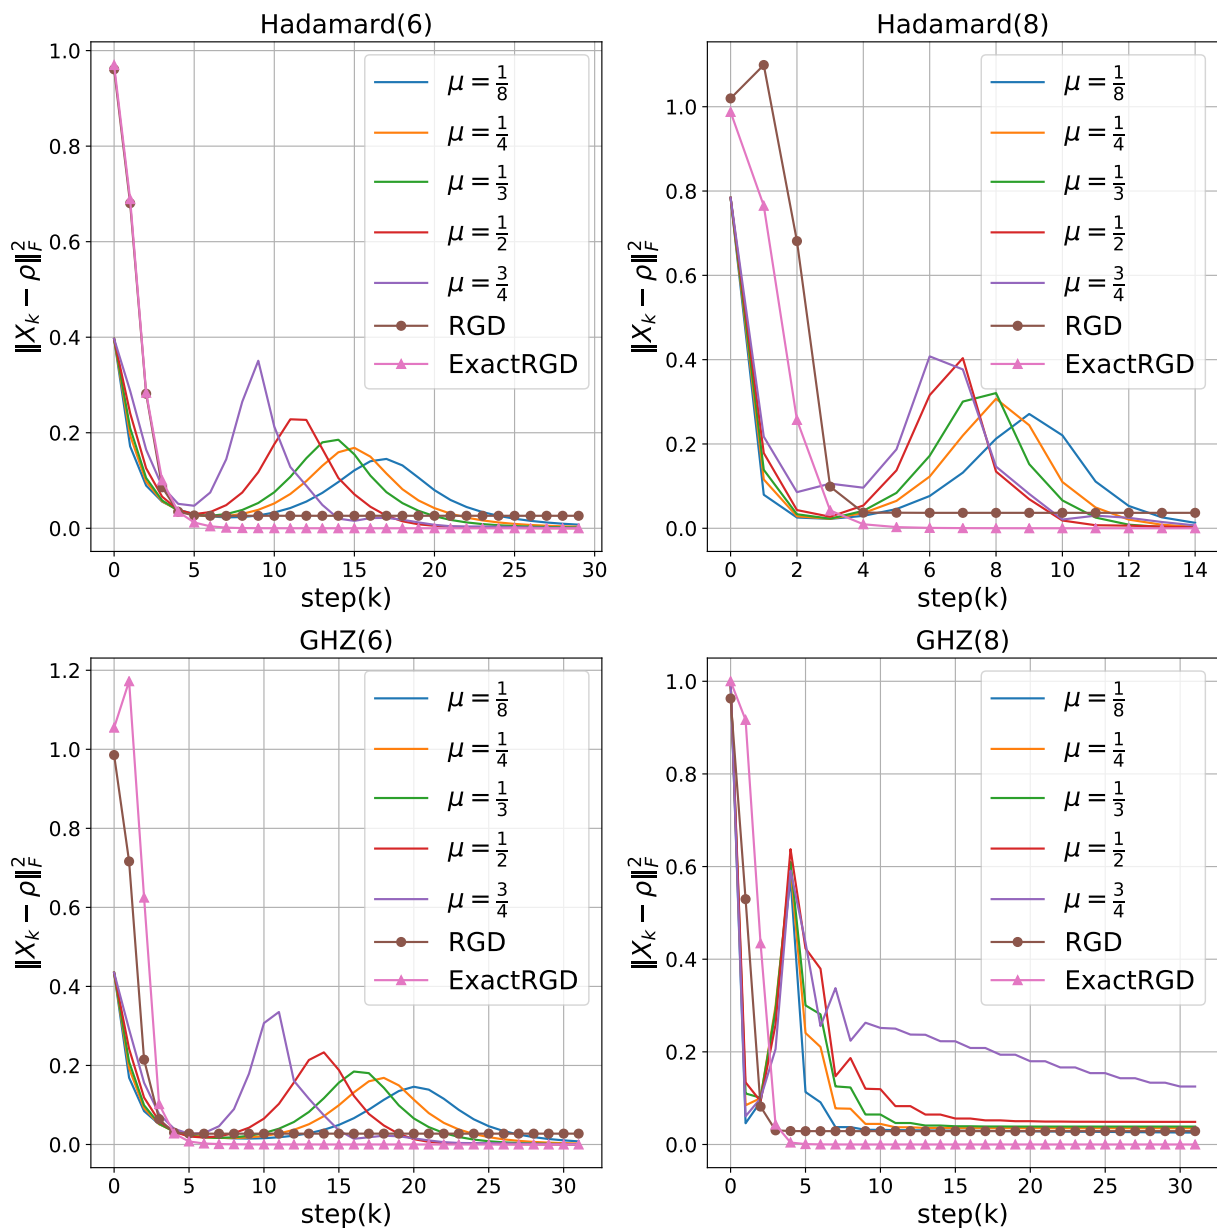 Hadamard(6)
1.0
0.8
0.6
0.4
0.2
0.0
‖X_k − ρ‖_F^2
μ = 1/8
μ = 1/4
μ = 1/3
μ = 1/2
μ = 3/4
RGD
ExactRGD
0 5 10 15 20 25 30
step(k)
Hadamard(8)
1.0
0.8
0.6
0.4
0.2
0.0
‖X_k − ρ‖_F^2
μ = 1/8
μ = 1/4
μ = 1/3
μ = 1/2
μ = 3/4
RGD
ExactRGD
0 2 4 6 8 10 12 14
step(k)
GHZ(6)
1.2
1.0
0.8
0.6
0.4
0.2
0.0
‖X_k − ρ‖_F^2
μ = 1/8
μ = 1/4
μ = 1/3
μ = 1/2
μ = 3/4
RGD
ExactRGD
0 5 10 15 20 25 30
step(k)
GHZ(8)
1.0
0.8
0.6
0.4
0.2
0.0
‖X_k − ρ‖_F^2
μ = 1/8
μ = 1/4
μ = 1/3
μ = 1/2
μ = 3/4
RGD
ExactRGD
0 5 10 15 20 25 30
step(k)